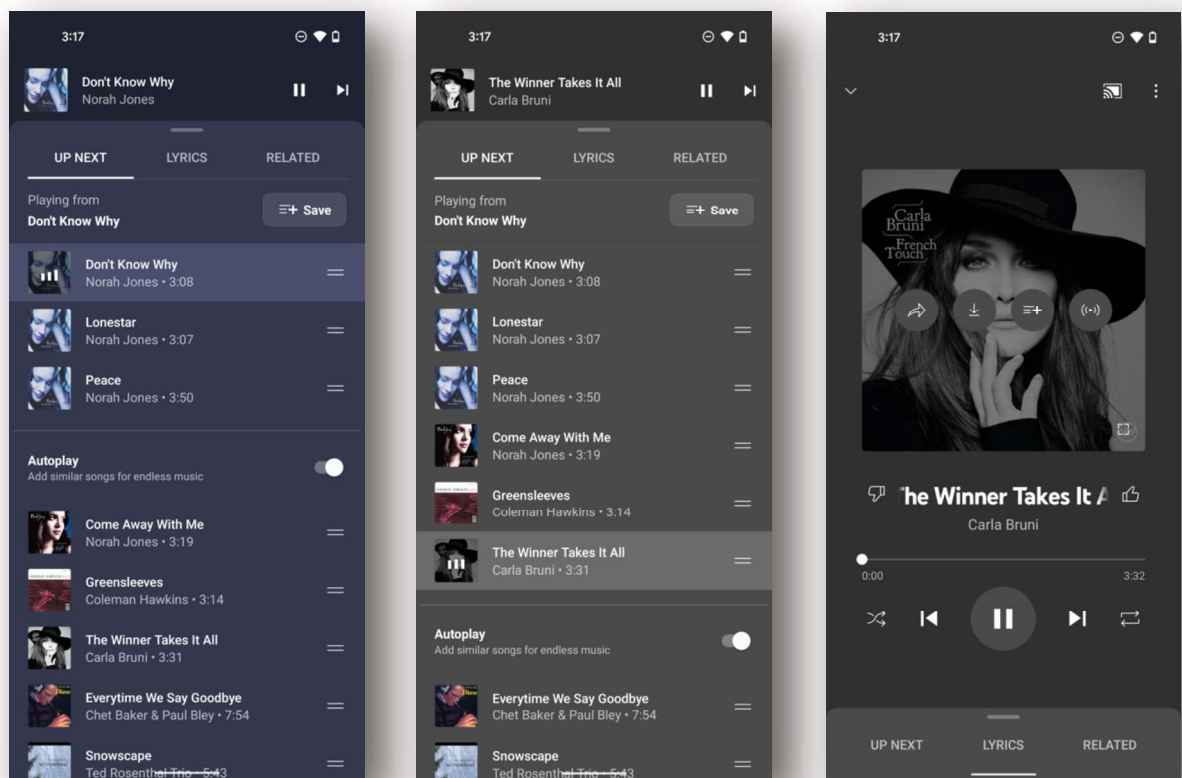 3:17
Don't Know Why
Norah Jones
UP NEXT LYRICS RELATED
Playing from
Don't Know Why
Save
Don't Know Why
Norah Jones • 3:08
Lonestar
Norah Jones • 3:07
Peace
Norah Jones • 3:50
Autoplay
Add similar songs for endless music
Come Away With Me
Norah Jones • 3:19
Greensleeves
Coleman Hawkins • 3:14
The Winner Takes It All
Carla Bruni • 3:31
Everytime We Say Goodbye
Chet Baker & Paul Bley • 7:54
Snowscape
Ted Rosenthal Trio • 5:43
3:17
The Winner Takes It All
Carla Bruni
UP NEXT LYRICS RELATED
Playing from
Don't Know Why
Save
Don't Know Why
Norah Jones • 3:08
Lonestar
Norah Jones • 3:07
Peace
Norah Jones • 3:50
Come Away With Me
Norah Jones • 3:19
Greensleeves
Coleman Hawkins • 3:14
The Winner Takes It All
Carla Bruni • 3:31
Autoplay
Add similar songs for endless music
Everytime We Say Goodbye
Chet Baker & Paul Bley • 7:54
Snowscape
Ted Rosenthal Trio • 5:43
3:17
Carla
Bruni
French
Touch
he Winner Takes It
Carla Bruni
0:00 3:32
UP NEXT LYRICS RELATED